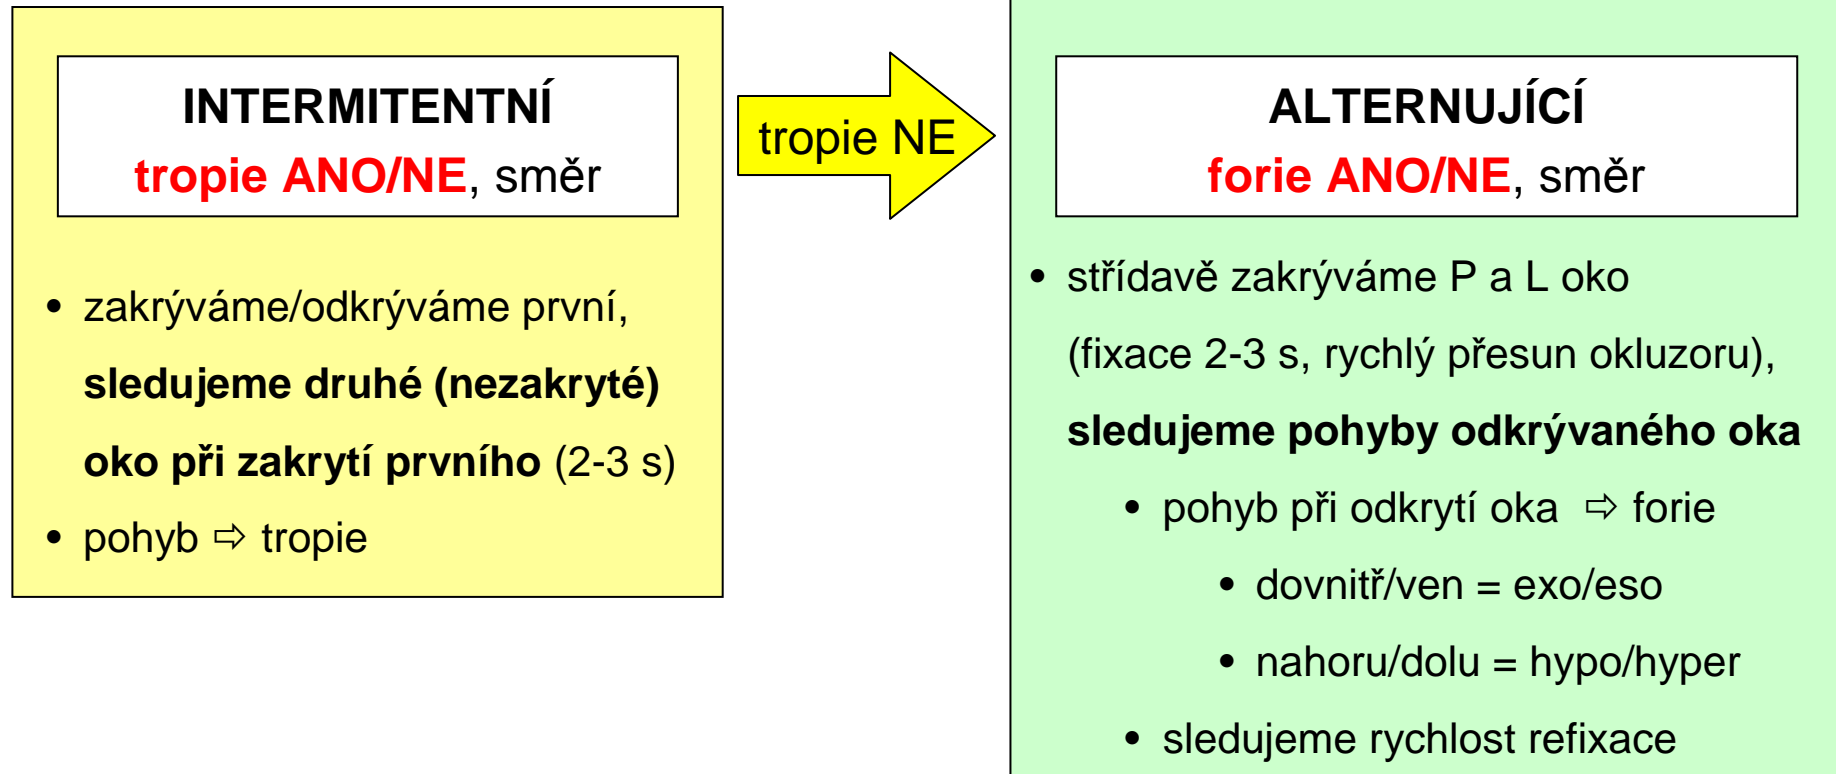 INTERMITENTNÍ
tropie ANO/NE, směr
• zakrýváme/odkrýváme první,
sledujeme druhé (nezakryté)
oko při zakrytí prvního (2-3 s)
• pohyb ⇨ tropie
tropie NE
ALTERNUJÍCÍ
forie ANO/NE, směr
• střídavě zakrýváme P a L oko
(fixace 2-3 s, rychlý přesun okluzoru),
sledujeme pohyby odkrývaného oka
• pohyb při odkrytí oka ⇨ forie
• dovnitř/ven = exo/eso
• nahoru/dolu = hypo/hyper
• sledujeme rychlost refixace